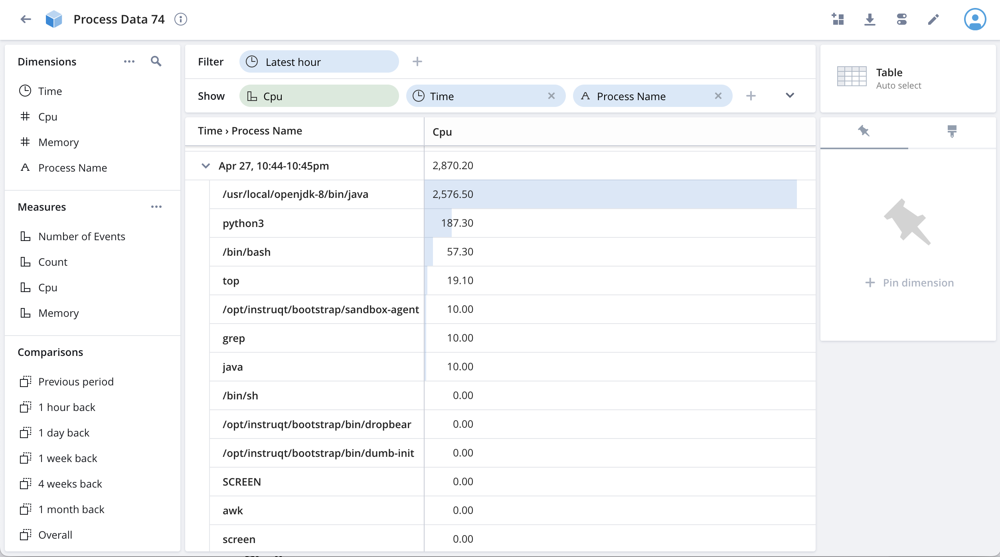 Process Data 74
Dimensions
Time
Cpu
Memory
Process Name
Measures
Number of Events
Count
Cpu
Memory
Comparisons
Previous period
1 hour back
1 day back
1 week back
4 weeks back
1 month back
Overall
Filter Latest hour
Show Cpu Time Process Name
Time › Process Name Cpu
Apr 27, 10:44-10:45pm 2,870.20
/usr/local/openjdk-8/bin/java 2,576.50
python3 187.30
/bin/bash 57.30
top 19.10
/opt/instruqt/bootstrap/sandbox-agent 10.00
grep 10.00
java 10.00
/bin/sh 0.00
/opt/instruqt/bootstrap/bin/dropbear 0.00
/opt/instruqt/bootstrap/bin/dumb-init 0.00
SCREEN 0.00
awk 0.00
screen 0.00
Table
Auto select
Pin dimension